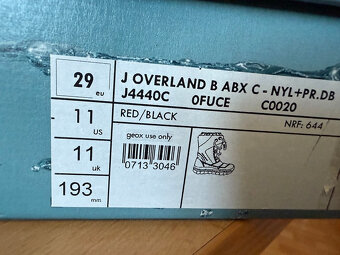 29 eu
J OVERLAND B ABX C - NYL+PR.DB
J4440C 0FUCE C0020
11 us
RED/BLACK
NRF: 644
geox use only
0713 3046
11 uk
193 mm